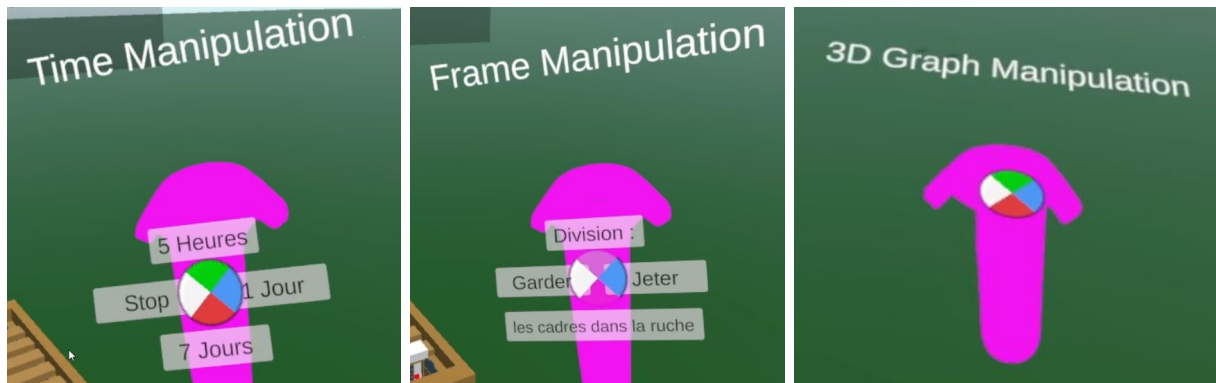 Time Manipulation
5 Heures
Stop
1 Jour
7 Jours
Frame Manipulation
Division :
Garder
Jeter
les cadres dans la ruche
3D Graph Manipulation